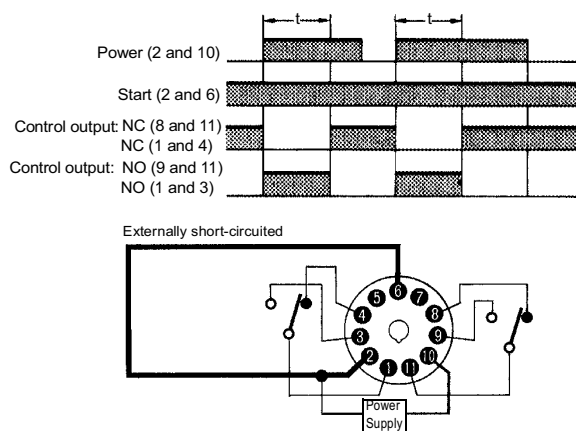 t t
Power (2 and 10)
Start (2 and 6)
Control output: NC (8 and 11)
NC (1 and 4)
Control output: NO (9 and 11)
NO (1 and 3)
Externally short-circuited
6
5 7
4 8
3 9
2 10
1 11
Power
Supply